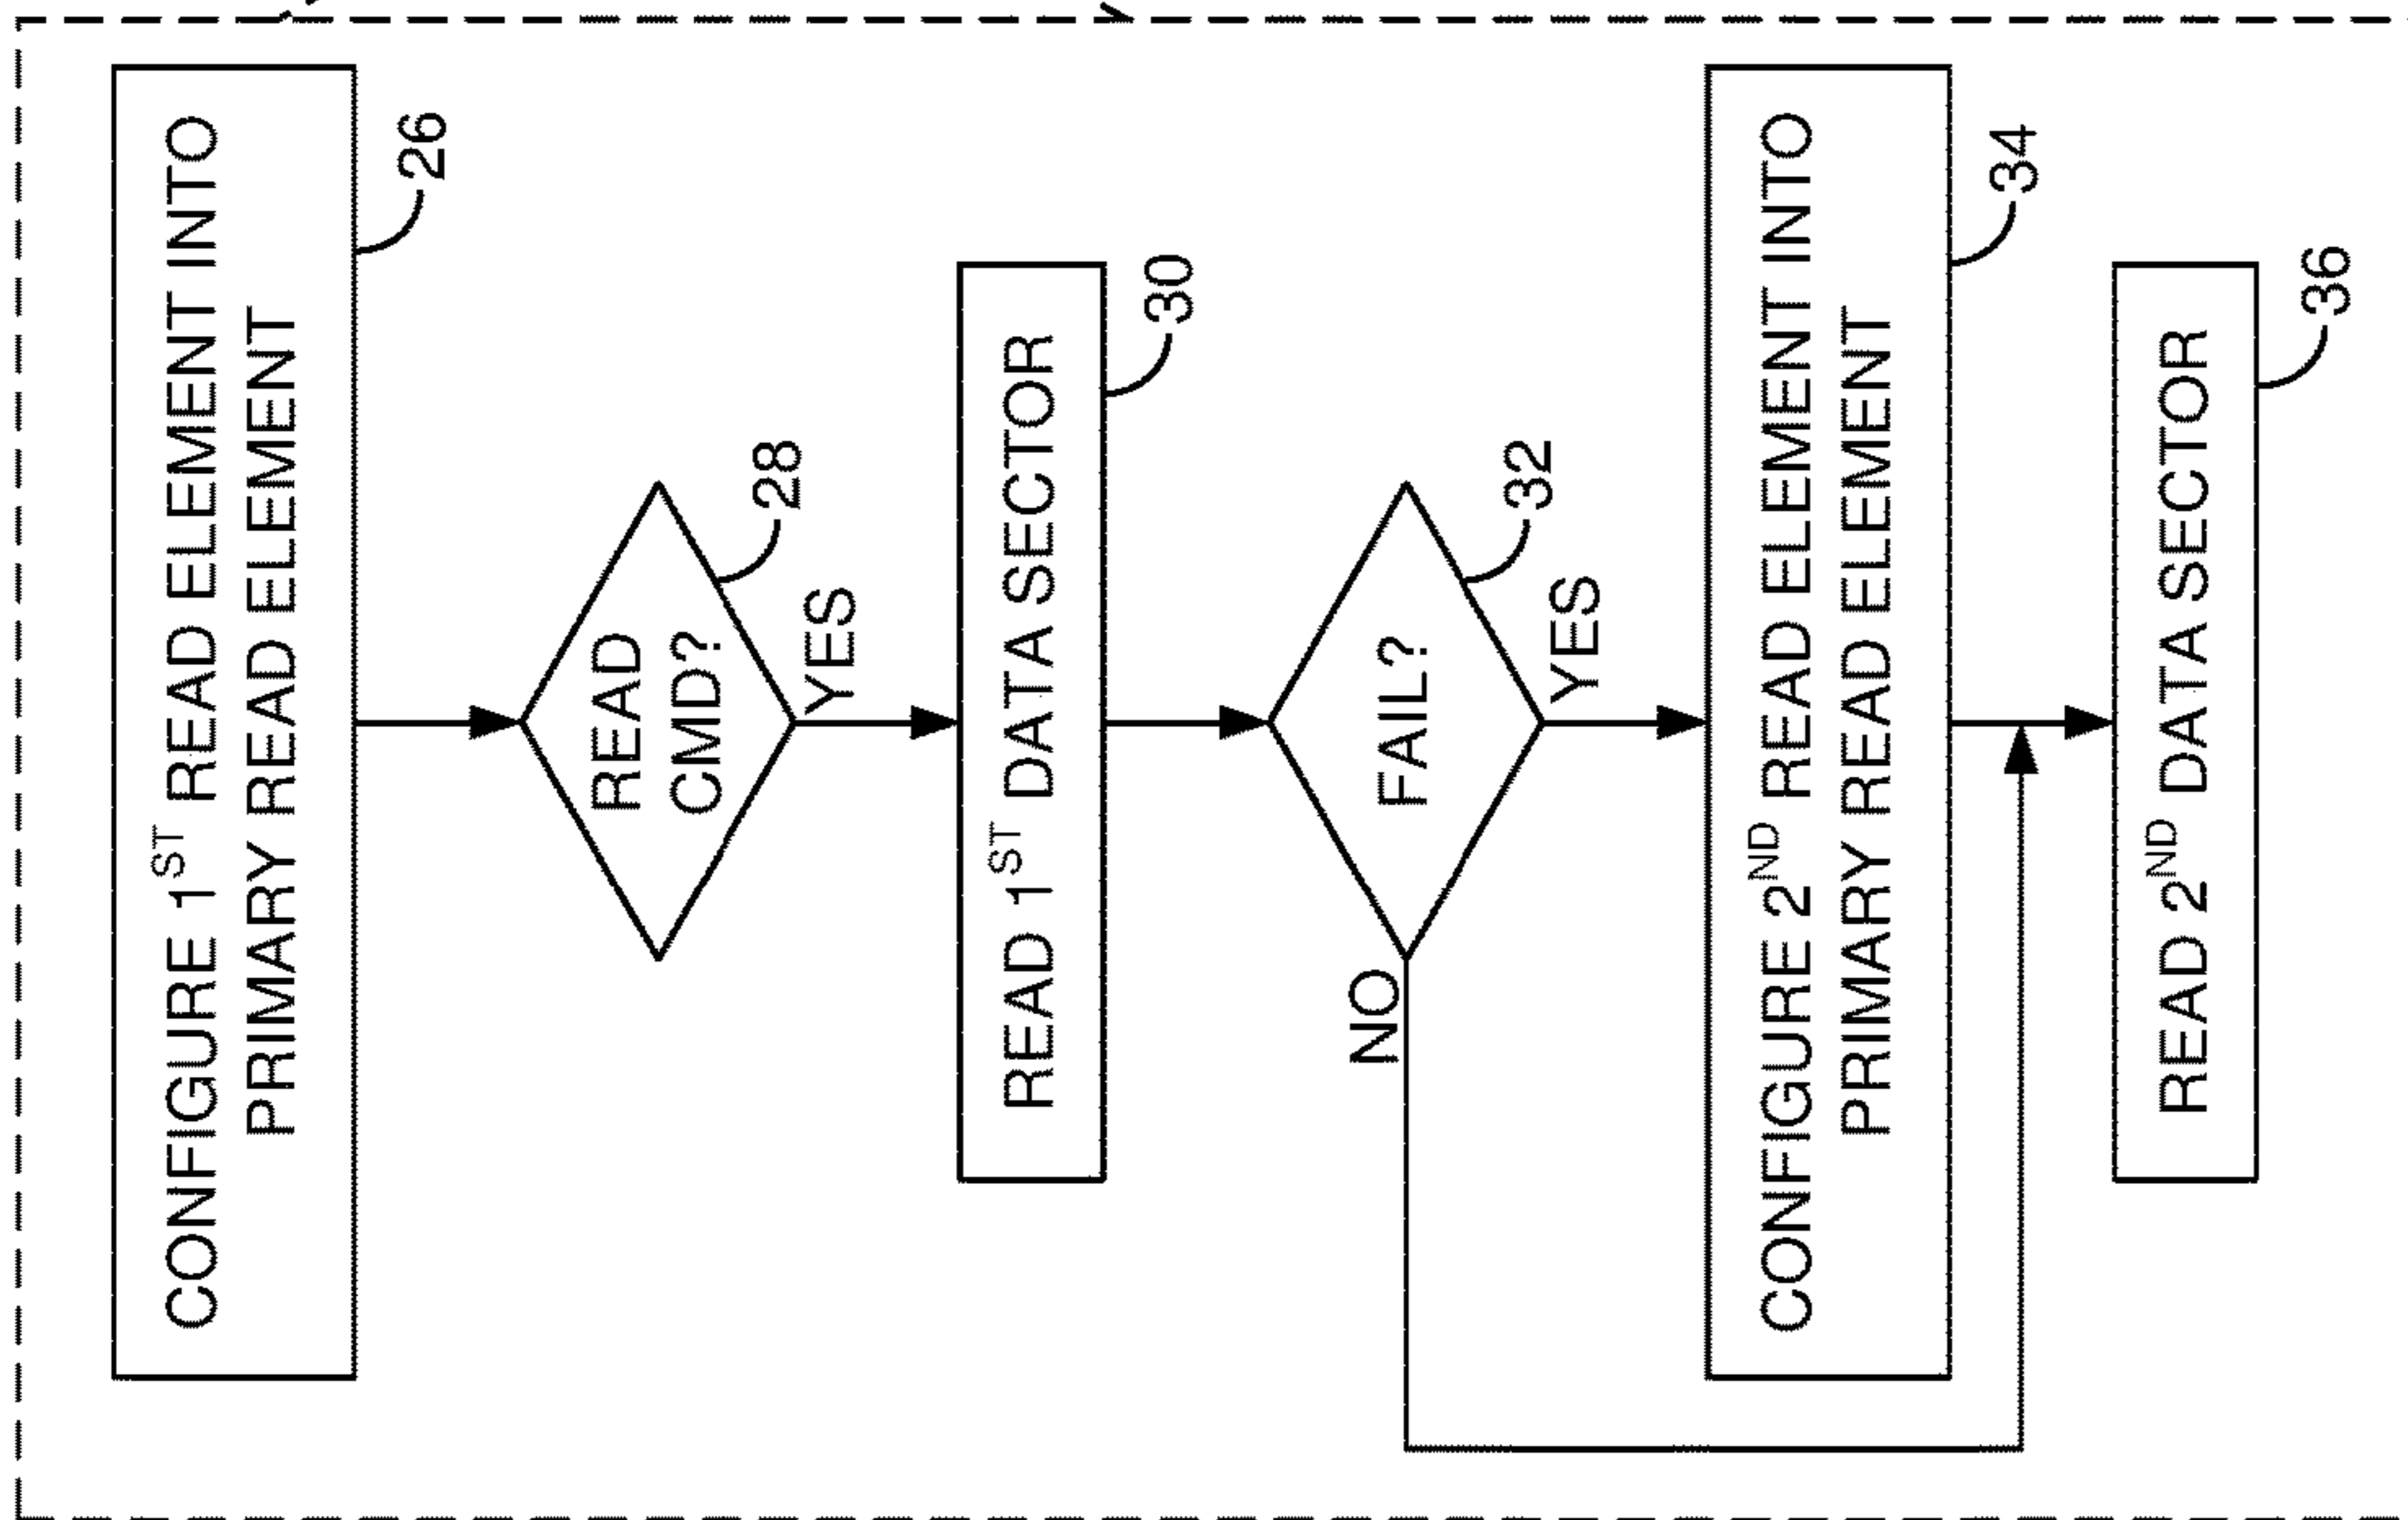 CONFIGURE 1ST READ ELEMENT INTO
PRIMARY READ ELEMENT
26
READ
CMD?
28
YES
READ 1ST DATA SECTOR
30
FAIL?
32
NO
YES
CONFIGURE 2ND READ ELEMENT INTO
PRIMARY READ ELEMENT
34
READ 2ND DATA SECTOR
36